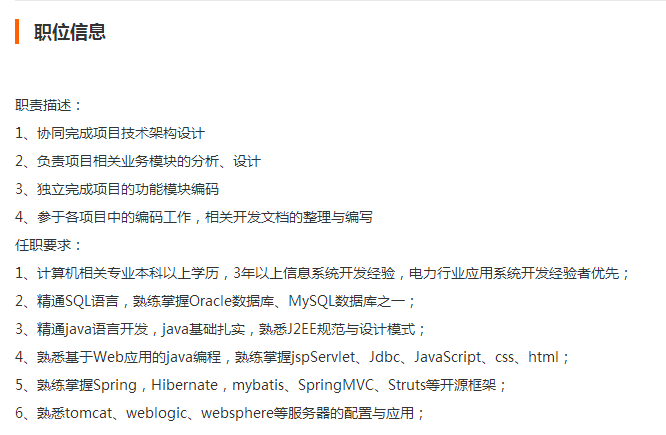 职位信息
职责描述：
1、协同完成项目技术架构设计
2、负责项目相关业务模块的分析、设计
3、独立完成项目的功能模块编码
4、参于各项目中的编码工作，相关开发文档的整理与编写
任职要求：
1、计算机相关专业本科以上学历，3年以上信息系统开发经验，电力行业应用系统开发经验者优先；
2、精通SQL语言，熟练掌握Oracle数据库、MySQL数据库之一；
3、精通java语言开发，java基础扎实，熟悉J2EE规范与设计模式；
4、熟悉基于Web应用的java编程，熟练掌握jspServlet、Jdbc、JavaScript、css、html；
5、熟练掌握Spring，Hibernate，mybatis、SpringMVC、Struts等开源框架；
6、熟悉tomcat、weblogic、websphere等服务器的配置与应用；